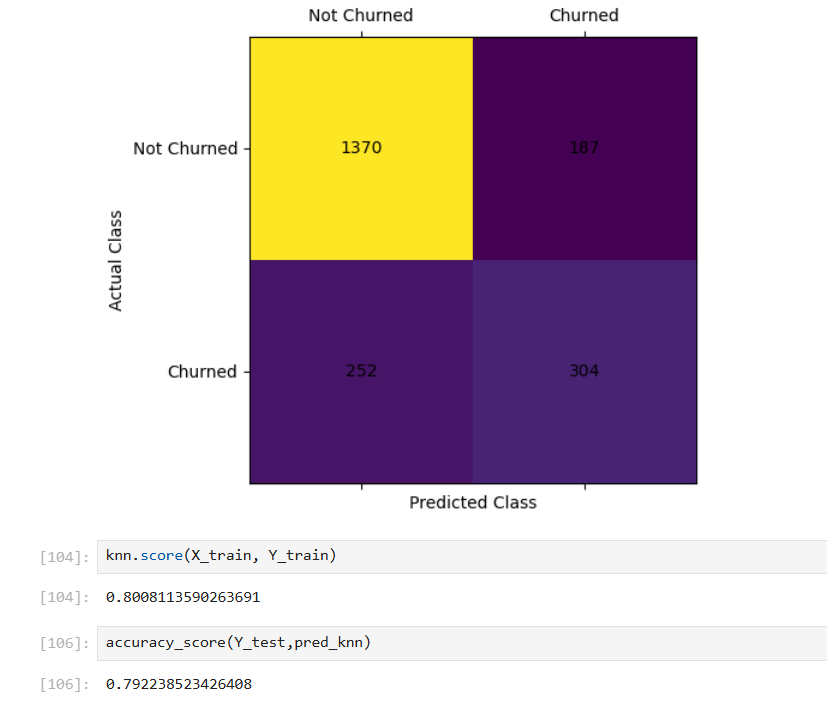 Not Churned Churned
Not Churned 1370 187
Actual Class
Churned 252 304
Predicted Class
[104]: knn.score(X_train, Y_train)
[104]: 0.8008113590263691
[106]: accuracy_score(Y_test,pred_knn)
[106]: 0.792238523426408